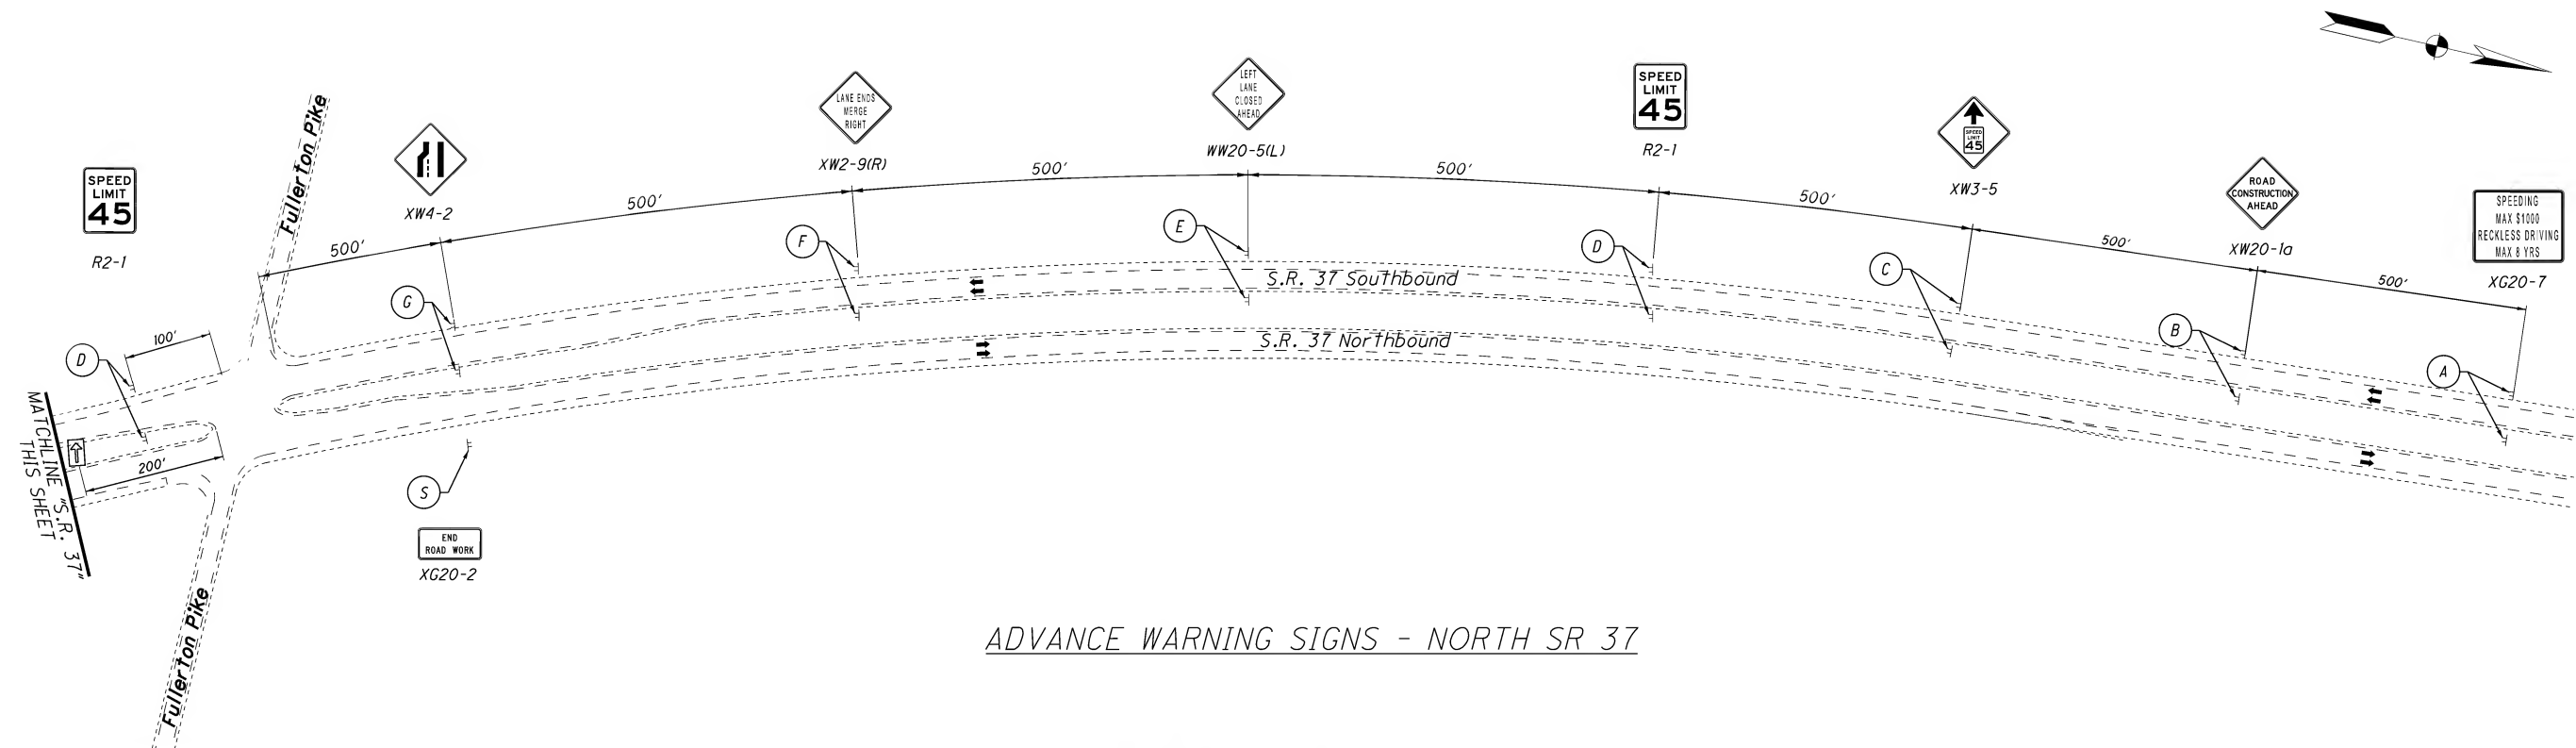 SPEED
LIMIT
45
R2-1
Fullerton Pike
XW4-2
LANE ENDS
MERGE
RIGHT
XW2-9(R)
LEFT
LANE
CLOSED
AHEAD
WW20-5(L)
SPEED
LIMIT
45
R2-1
SPEED
LIMIT
45
XW3-5
ROAD
CONSTRUCTION
AHEAD
XW20-1a
SPEEDING
MAX $1000
RECKLESS DRIVING
MAX 8 YRS
XG20-7
500'
500'
500'
500'
500'
500'
500'
G
F
E
D
C
B
A
S.R. 37 Southbound
S.R. 37 Northbound
D
100'
200'
MATCHLINE "S.R. 37"
THIS SHEET
S
END
ROAD WORK
XG20-2
Fullerton Pike
ADVANCE WARNING SIGNS - NORTH SR 37